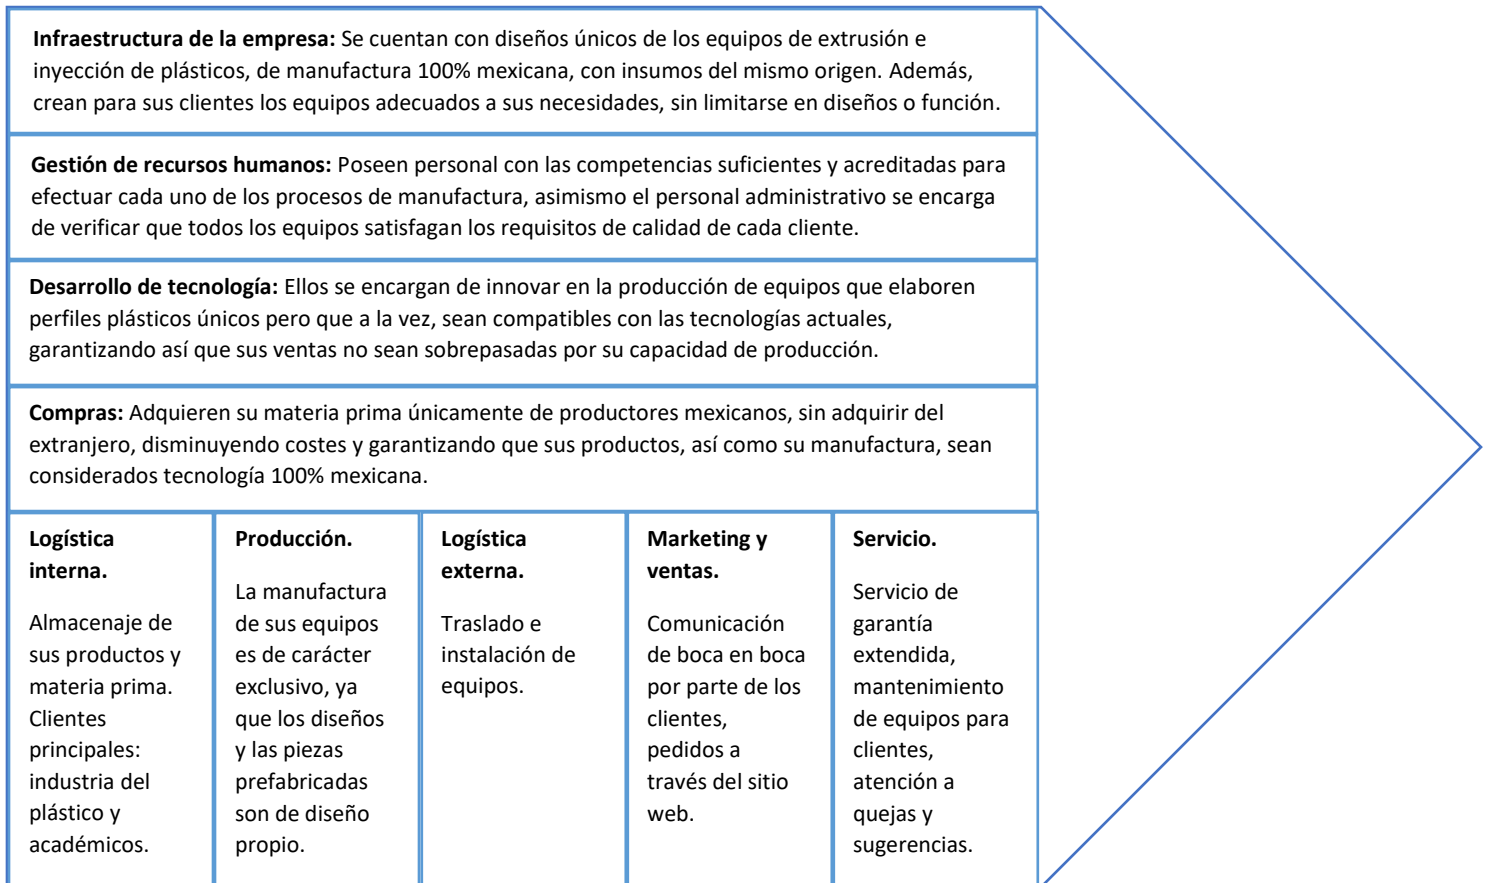 Infraestructura de la empresa: Se cuentan con diseños únicos de los equipos de extrusión e
inyección de plásticos, de manufactura 100% mexicana, con insumos del mismo origen. Además,
crean para sus clientes los equipos adecuados a sus necesidades, sin limitarse en diseños o función.
Gestión de recursos humanos: Poseen personal con las competencias suficientes y acreditadas para
efectuar cada uno de los procesos de manufactura, asimismo el personal administrativo se encarga
de verificar que todos los equipos satisfagan los requisitos de calidad de cada cliente.
Desarrollo de tecnología: Ellos se encargan de innovar en la producción de equipos que elaboren
perfiles plásticos únicos pero que a la vez, sean compatibles con las tecnologías actuales,
garantizando así que sus ventas no sean sobrepasadas por su capacidad de producción.
Compras: Adquieren su materia prima únicamente de productores mexicanos, sin adquirir del
extranjero, disminuyendo costes y garantizando que sus productos, así como su manufactura, sean
considerados tecnología 100% mexicana.
Logística
interna.
Almacenaje de
sus productos y
materia prima.
Clientes
principales:
industria del
plástico y
académicos.
Producción.
La manufactura
de sus equipos
es de carácter
exclusivo, ya
que los diseños
y las piezas
prefabricadas
son de diseño
propio.
Logística
externa.
Traslado e
instalación de
equipos.
Marketing y
ventas.
Comunicación
de boca en boca
por parte de los
clientes,
pedidos a
través del sitio
web.
Servicio.
Servicio de
garantía
extendida,
mantenimiento
de equipos para
clientes,
atención a
quejas y
sugerencias.